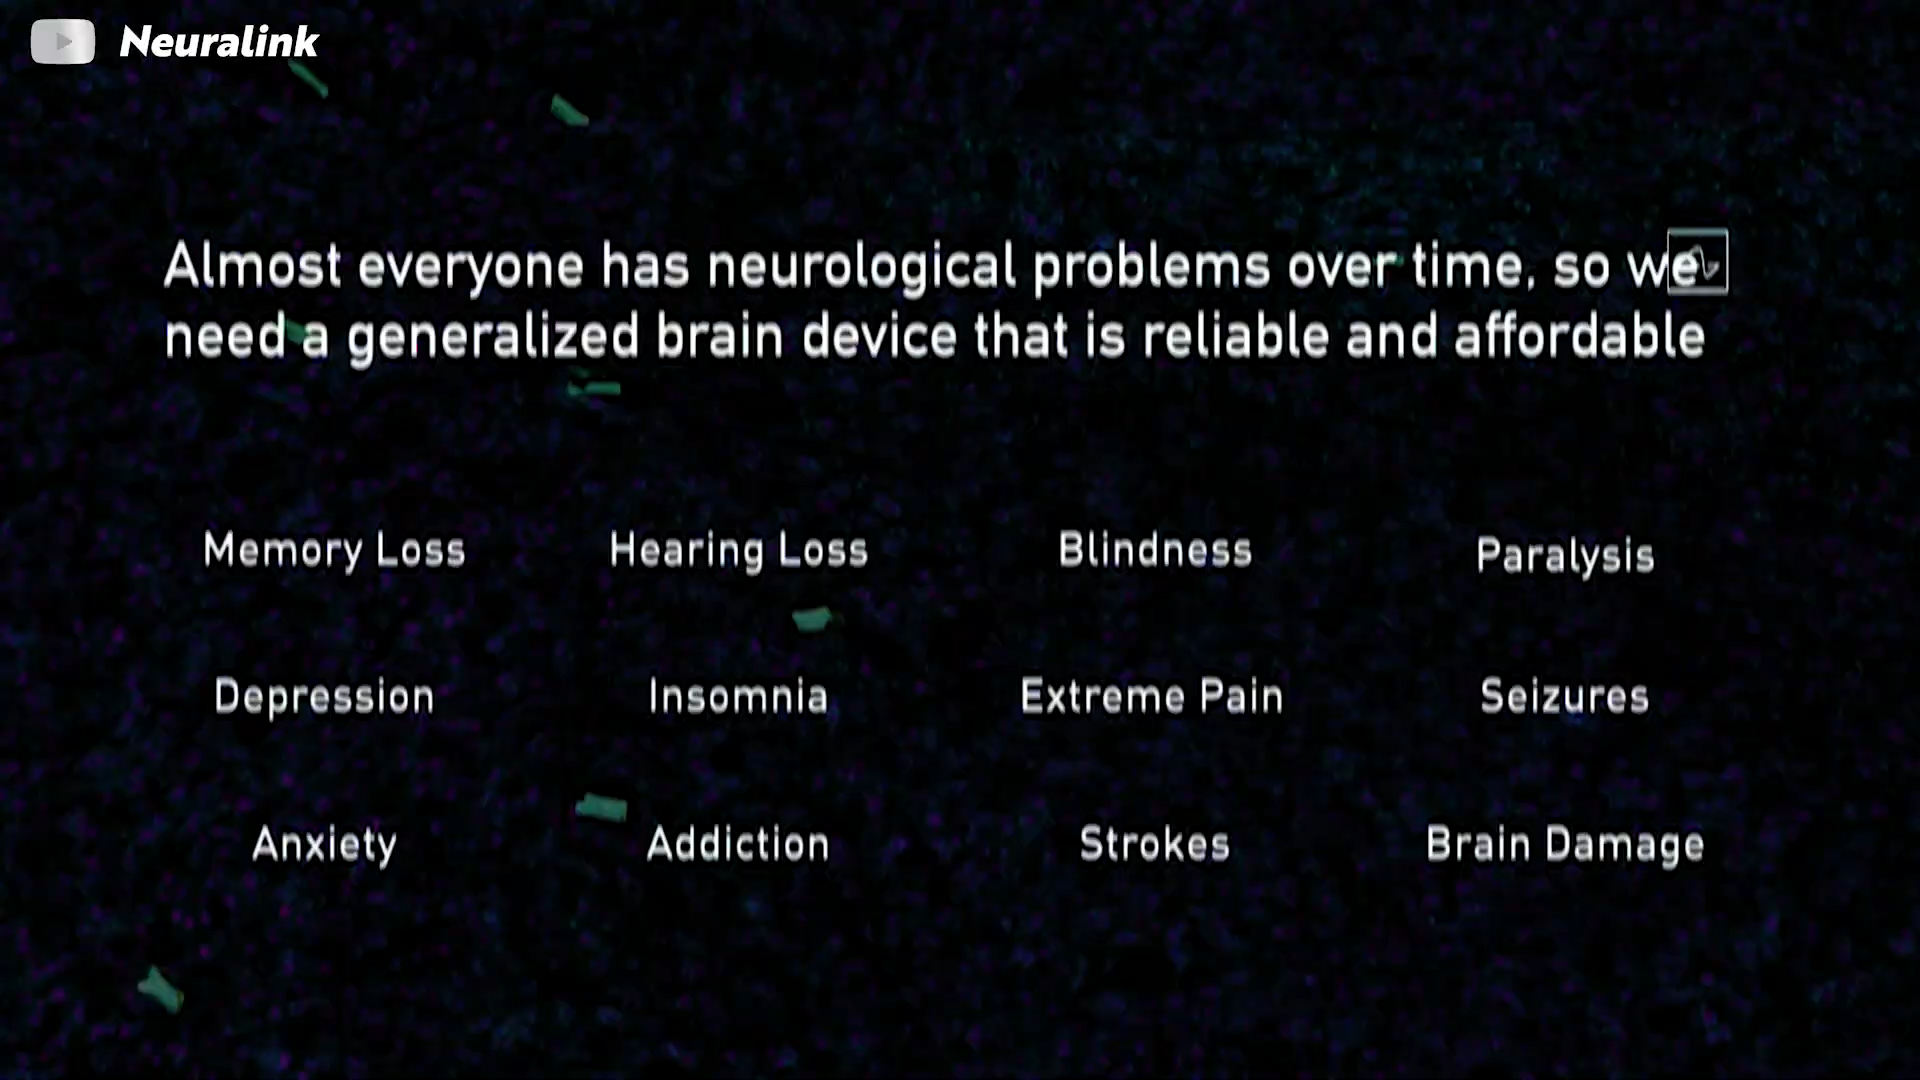 Neuralink
Almost everyone has neurological problems over time, so we
need a generalized brain device that is reliable and affordable
Memory Loss Hearing Loss Blindness Paralysis
Depression Insomnia Extreme Pain Seizures
Anxiety Addiction Strokes Brain Damage